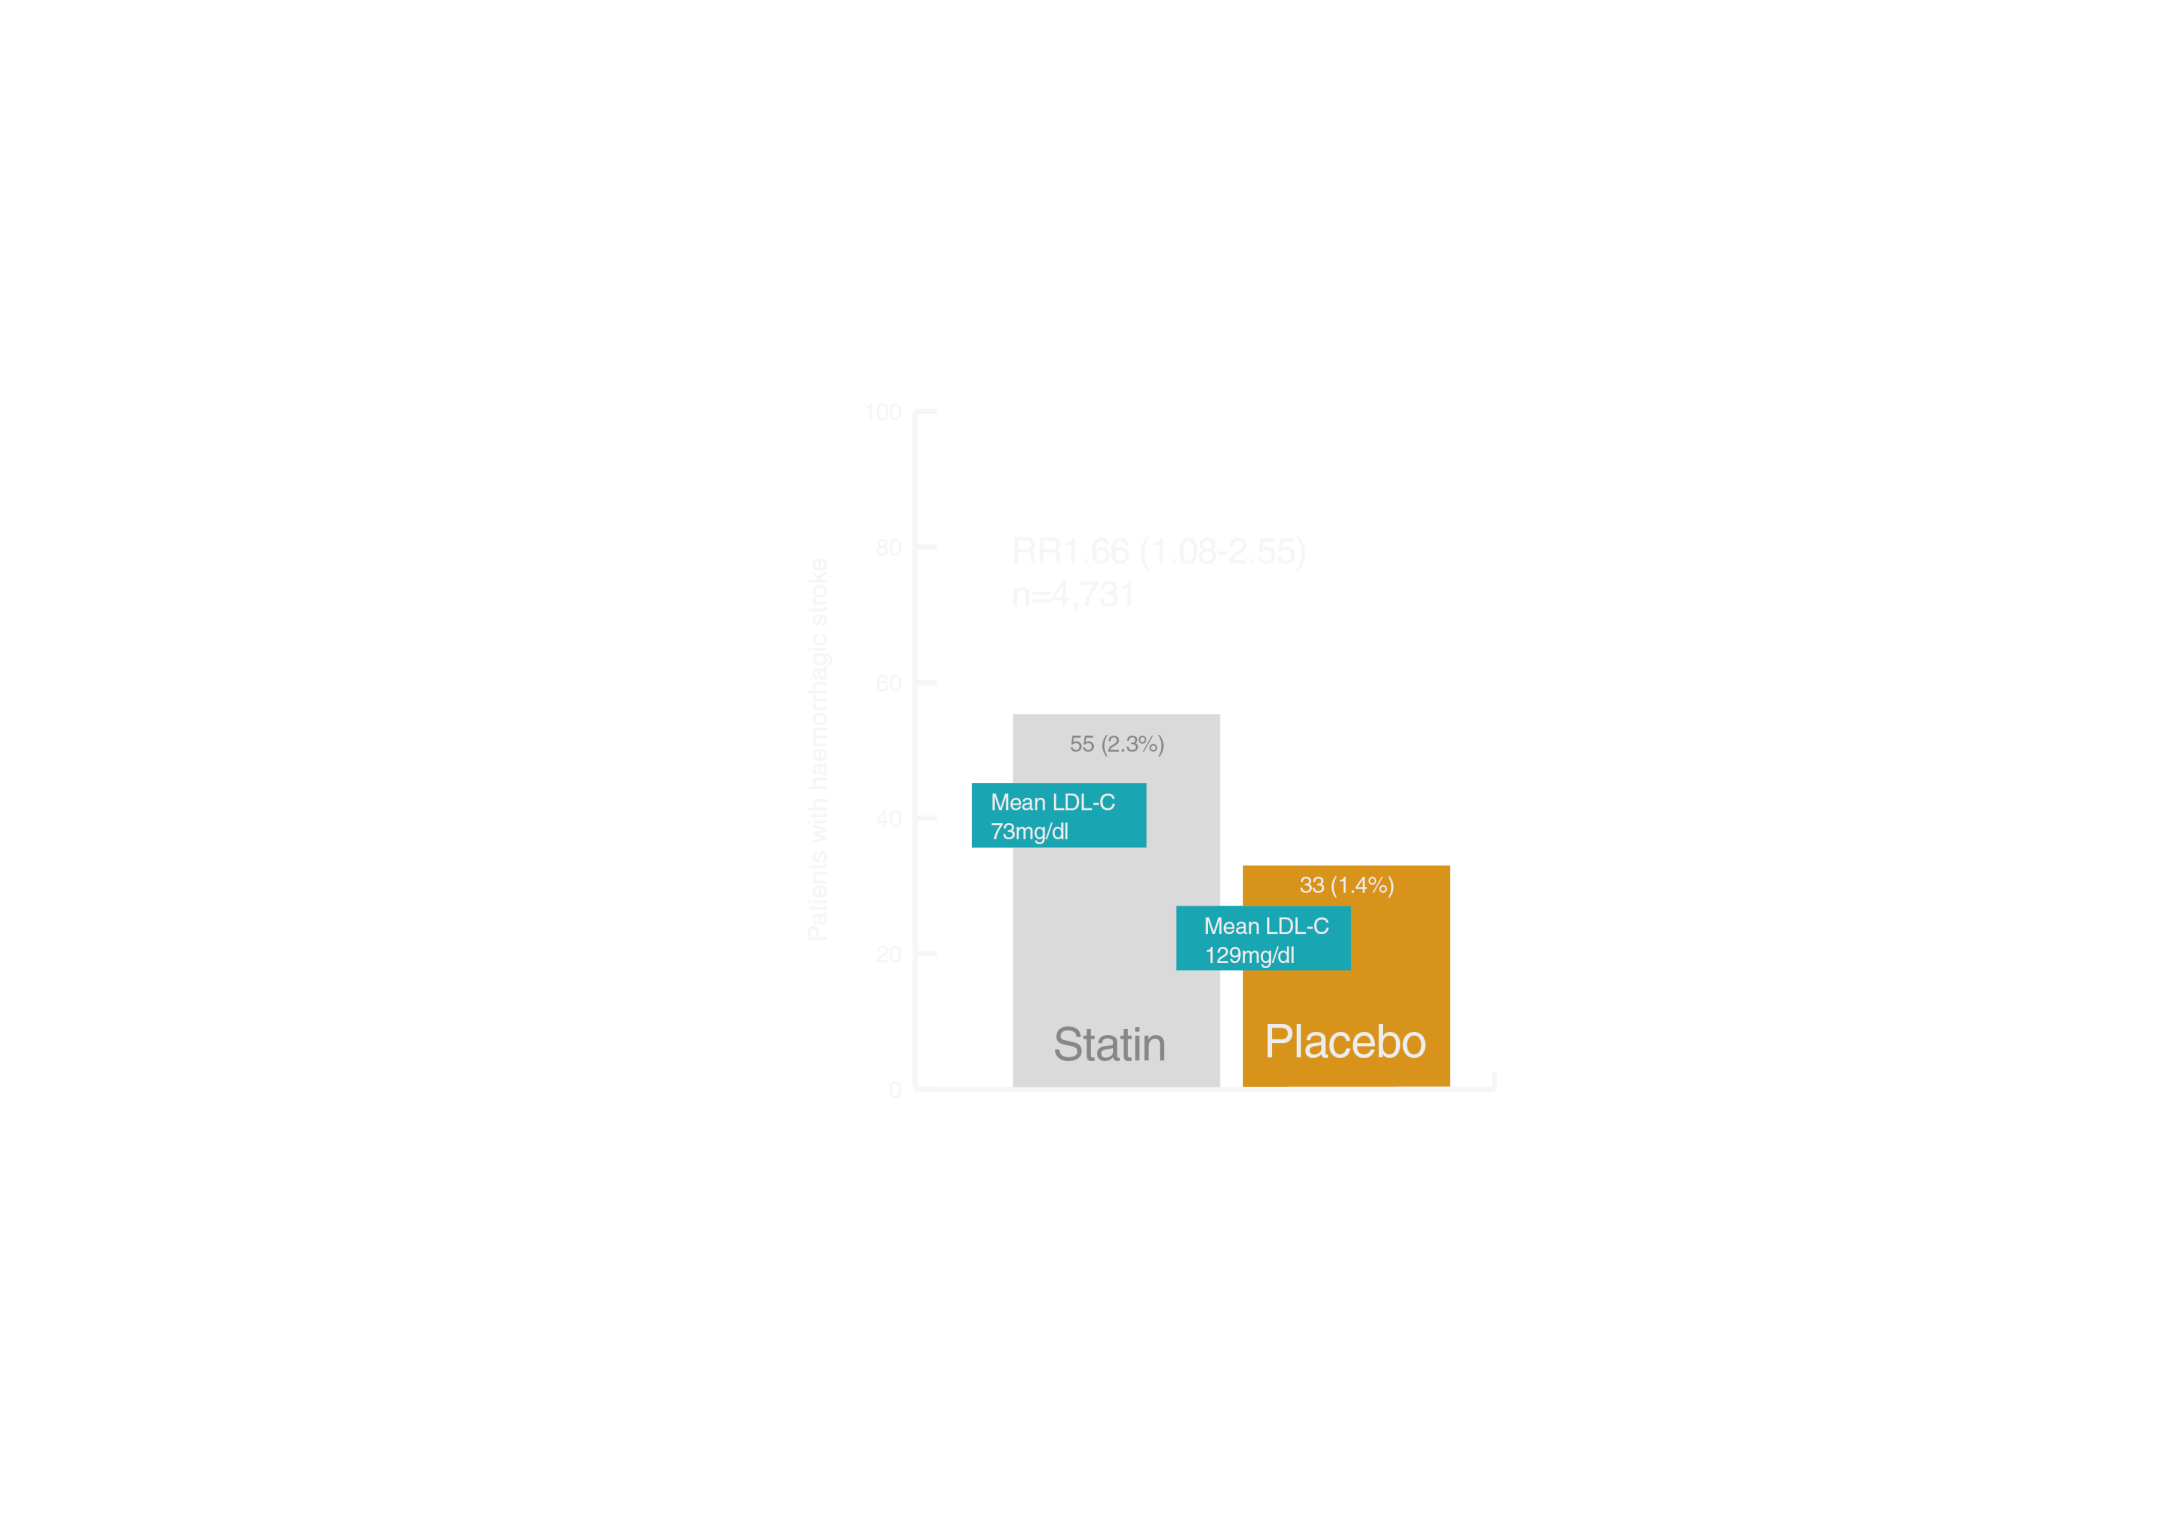 Patients with haemorrhagic stroke
100
80
60
40
20
0
RR1.66 (1.08-2.55)
n=4,731
55 (2.3%)
Mean LDL-C
73mg/dl
Statin
33 (1.4%)
Mean LDL-C
129mg/dl
Placebo